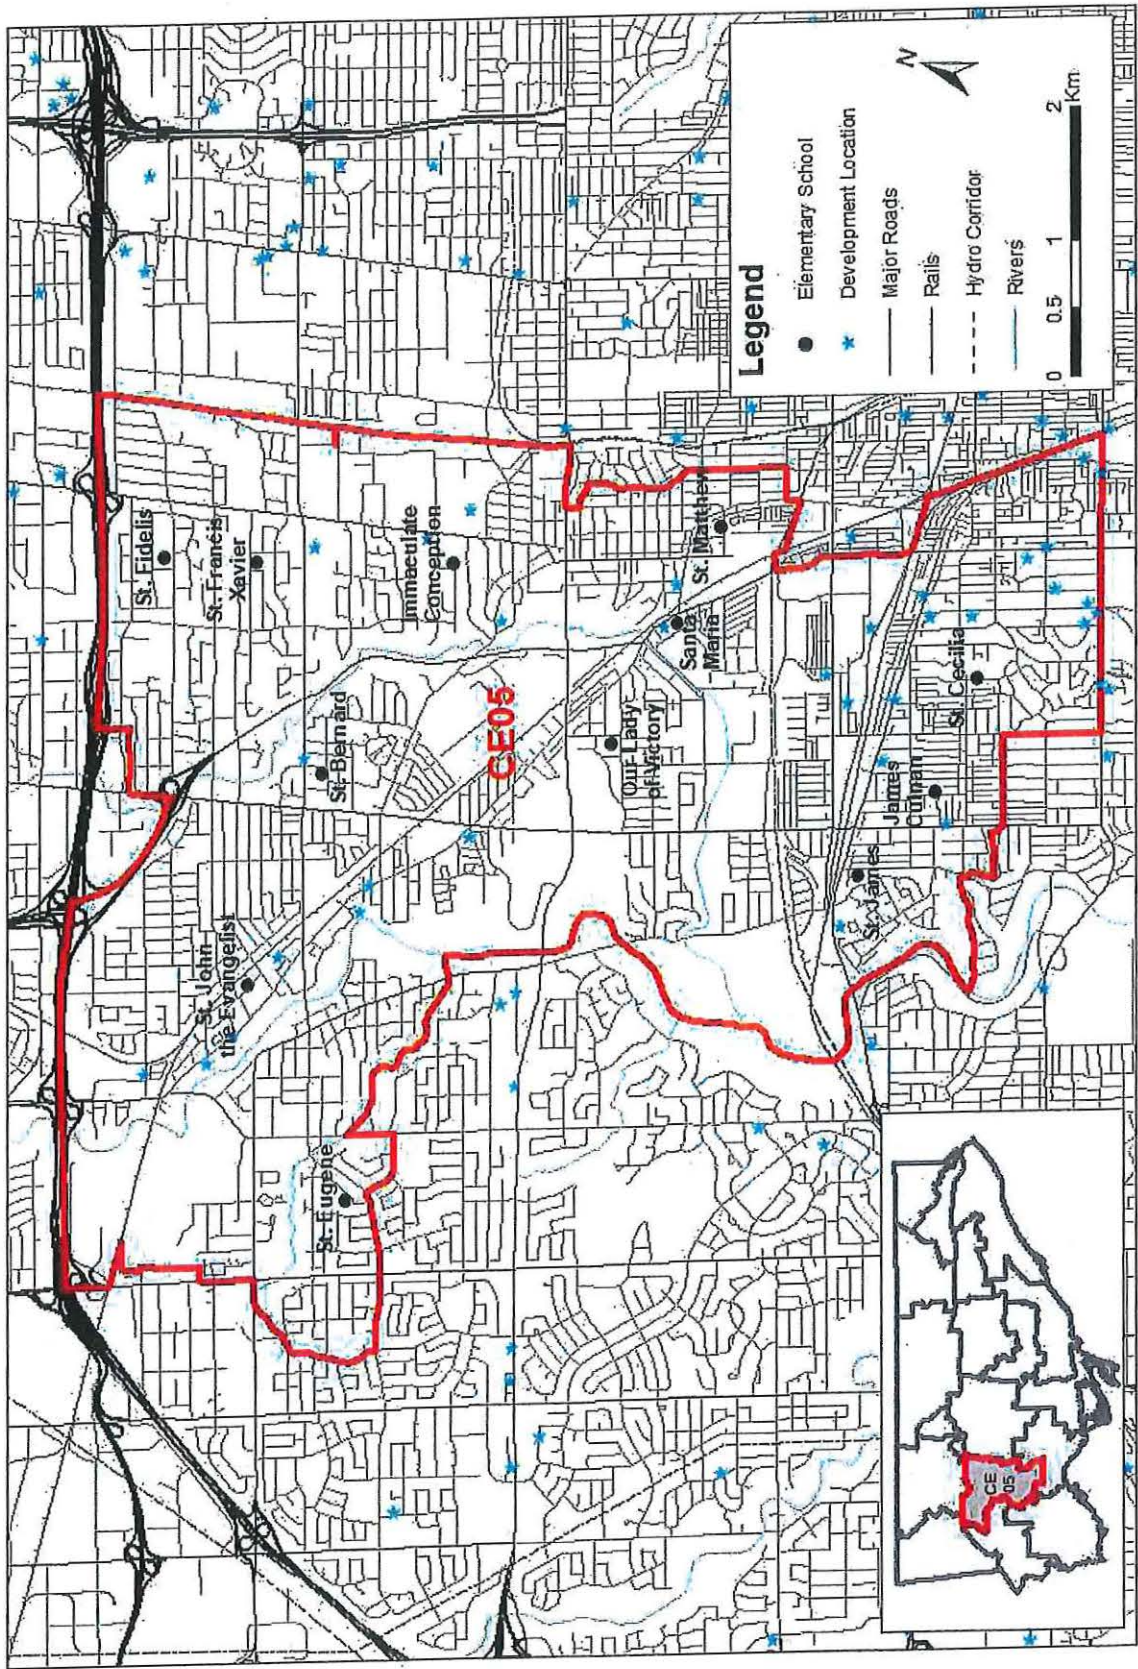 St. Fidelis
St. Francis
Xavier
Immaculate
Conception
St. Bernard
St. John
the Evangelist
CE05
St. Matthew
Santa
Maria
Our Lady
of Victory
St. Eugene
St. Cecilia
James
Culnan
St. James
Legend
Elementary School
Development Location
Major Roads
Rails
Hydro Corridor
Rivers
N
0 0.5 1 2
Km
CE
05